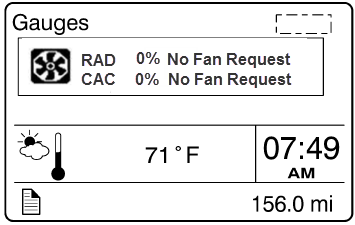 Gauges
RAD 0% No Fan Request
CAC 0% No Fan Request
71°F
07:49
AM
156.0 mi